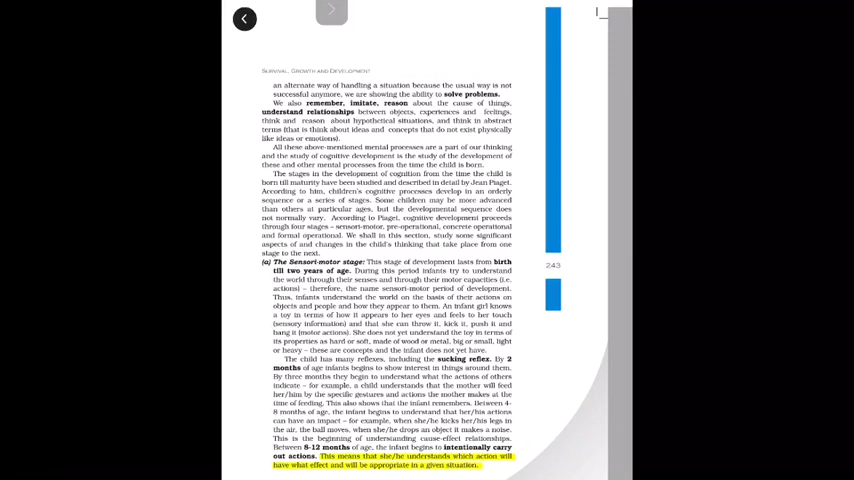 SURVIVAL, GROWTH AND DEVELOPMENT
an alternate way of handling a situation because the usual way is not
successful anymore, we are showing the ability to solve problems.
We also remember, imitate, reason about the cause of things,
understand relationships between objects, experiences and feelings,
think and reason about hypothetical situations, and think in abstract
terms (that is think about ideas and concepts that do not exist physically
like ideas or emotions).
All these above-mentioned mental processes are a part of our thinking
and the study of cognitive development is the study of the development of
these and other mental processes from the time the child is born.
The stages in the development of cognition from the time the child is
born till maturity have been studied and described in detail by Jean Piaget.
According to him, children's cognitive processes develop in an orderly
sequence or a series of stages. Some children may be more advanced
than others at particular ages, but the developmental sequence does
not normally vary. According to Piaget, cognitive development proceeds
through four stages – sensori-motor, pre-operational, concrete operational
and formal operational. We shall in this section, study some significant
aspects of and changes in the child's thinking that take place from one
stage to the next.
(a) The Sensori-motor stage: This stage of development lasts from birth
till two years of age. During this period infants try to understand
the world through their senses and through their motor capacities (i.e.
actions) – therefore, the name sensori-motor period of development.
Thus, infants understand the world on the basis of their actions on
objects and people and how they appear to them. An infant girl knows
a toy in terms of how it appears to her eyes and feels to her touch
(sensory information) and that she can throw it, kick it, push it and
bang it (motor actions). She does not yet understand the toy in terms of
its properties as hard or soft, made of wood or metal, big or small, light
or heavy – these are concepts and the infant does not yet have.
The child has many reflexes, including the sucking reflex. By 2
months of age infants begin to show interest in things around them.
By three months they begin to understand what the actions of others
indicate – for example, a child understands that the mother will feed
her/him by the specific gestures and actions the mother makes at the
time of feeding. This also shows that the infant remembers. Between 4-
8 months of age, the infant begins to understand that her/his actions
can have an impact – for example, when she/he kicks her/his legs in
the air, the ball moves, when she/he drops an object it makes a noise.
This is the beginning of understanding cause-effect relationships.
Between 8-12 months of age, the infant begins to intentionally carry
out actions. This means that she/he understands which action will
have what effect and will be appropriate in a given situation.
243